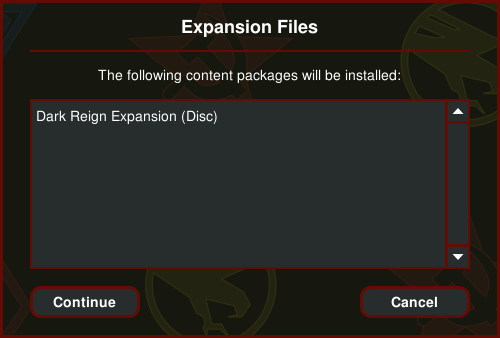 Expansion Files
The following content packages will be installed:
Dark Reign Expansion (Disc)
Continue
Cancel